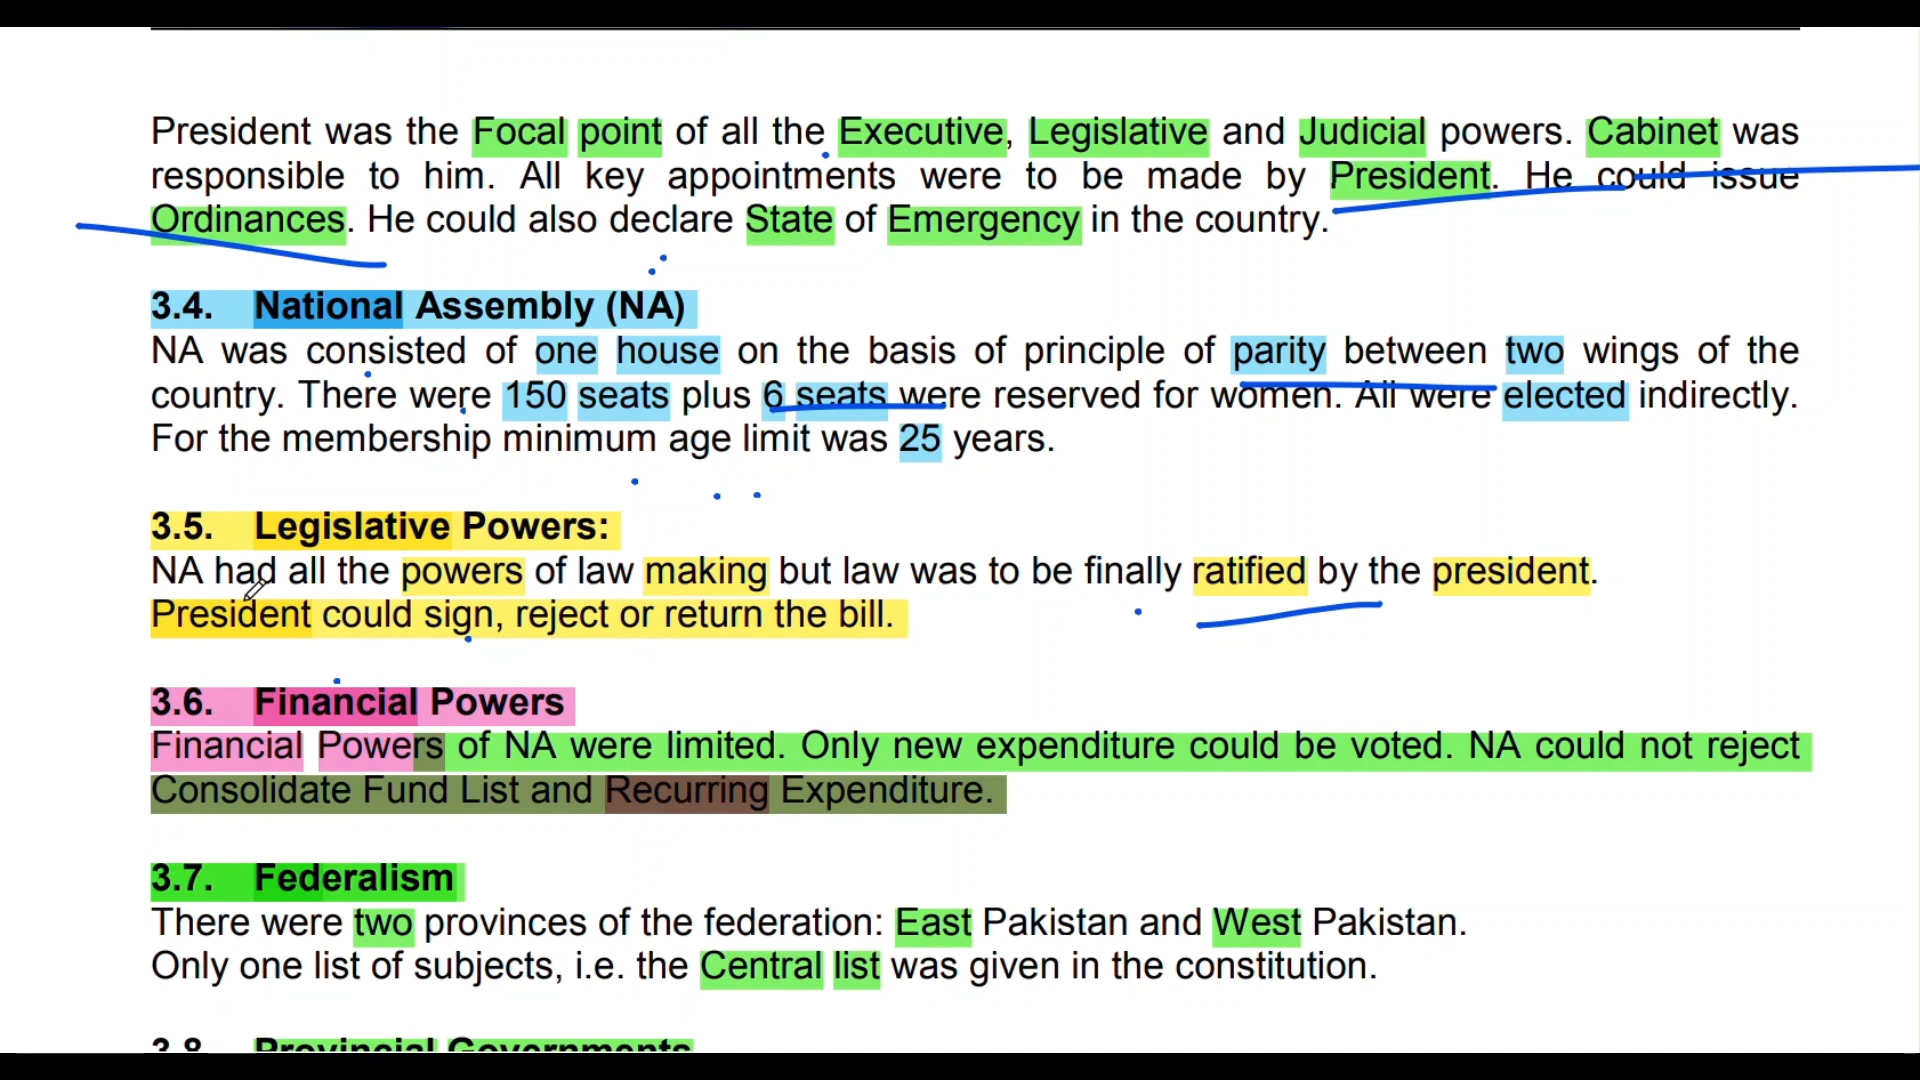 President was the Focal point of all the Executive, Legislative and Judicial powers. Cabinet was
responsible to him. All key appointments were to be made by President. He could issue
Ordinances. He could also declare State of Emergency in the country.
3.4. National Assembly (NA)
NA was consisted of one house on the basis of principle of parity between two wings of the
country. There were 150 seats plus 6 seats were reserved for women. All were elected indirectly.
For the membership minimum age limit was 25 years.
3.5. Legislative Powers:
NA had all the powers of law making but law was to be finally ratified by the president.
President could sign, reject or return the bill.
3.6. Financial Powers
Financial Powers of NA were limited. Only new expenditure could be voted. NA could not reject
Consolidate Fund List and Recurring Expenditure.
3.7. Federalism
There were two provinces of the federation: East Pakistan and West Pakistan.
Only one list of subjects, i.e. the Central list was given in the constitution.
3.8. Provincial Governments